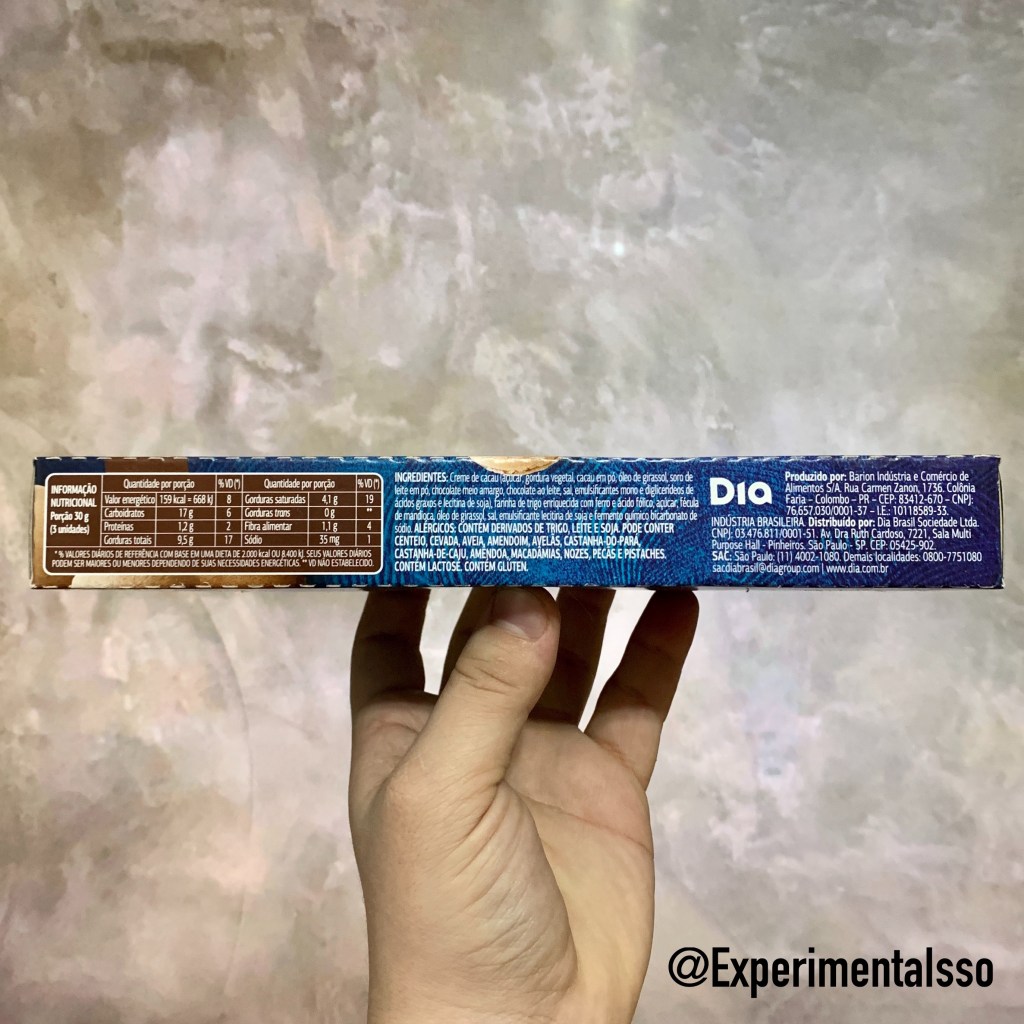 INFORMAÇÃO
NUTRICIONAL
Porção 30 g
(3 unidades)
Quantidade por porção %VD (*) Quantidade por porção %VD (*)
Valor energético 159 kcal = 668 kJ 8 Gorduras saturadas 4,1 g 19
Carboidratos 17 g 6 Gorduras trans 0 g **
Proteínas 1,2 g 2 Fibra alimentar 1,1 g 4
Gorduras totais 9,5 g 17 Sódio 35 mg 1
* % VALORES DIÁRIOS DE REFERÊNCIA COM BASE EM UMA DIETA DE 2.000 kcal OU 8.400 kJ. SEUS VALORES DIÁRIOS
PODEM SER MAIORES OU MENORES DEPENDENDO DE SUAS NECESSIDADES ENERGÉTICAS. ** VD NÃO ESTABELECIDO.
INGREDIENTES: Creme de cacau (açúcar, gordura vegetal, cacau em pó, óleo de girassol, soro de
leite em pó, chocolate meio amargo, chocolate ao leite, sal, emulsificantes mono e diglicerideos de
ácidos graxos e lecitina de soja), farinha de trigo enriquecida com ferro e ácido fólico, açúcar, fécula
de mandioca, óleo de girassol, sal, emulsificante lecitina de soja e fermento químico bicarbonato de
sódio. ALÉRGICOS: CONTÉM DERIVADOS DE TRIGO, LEITE E SOJA. PODE CONTER
CENTEIO, CEVADA, AVEIA, AMENDOIM, AVELÃS, CASTANHA-DO-PARÁ,
CASTANHA-DE-CAJU, AMÊNDOA, MACADÂMIAS, NOZES, PECÃS E PISTACHES.
CONTÉM LACTOSE. CONTÉM GLÚTEN.
DIA
Produzido por: Barion Indústria e Comércio de
Alimentos S/A. Rua Carmen Zanon, 1736. Colônia
Faria – Colombo – PR – CEP: 83412-670 – CNPJ:
76.657.030/0001-37 – I.E.: 10118589-33.
INDÚSTRIA BRASILEIRA. Distribuído por: Dia Brasil Sociedade Ltda.
CNPJ: 03.476.811/0001-51. Av. Dra Ruth Cardoso, 7221, Sala Multi
Purpose Hall - Pinheiros. São Paulo - SP. CEP: 05425-902.
SAC: São Paulo: (11) 4002-1080. Demais localidades: 0800-7751080
sacdiabrasil@diagroup.com | www.dia.com.br
@Experimentalsso